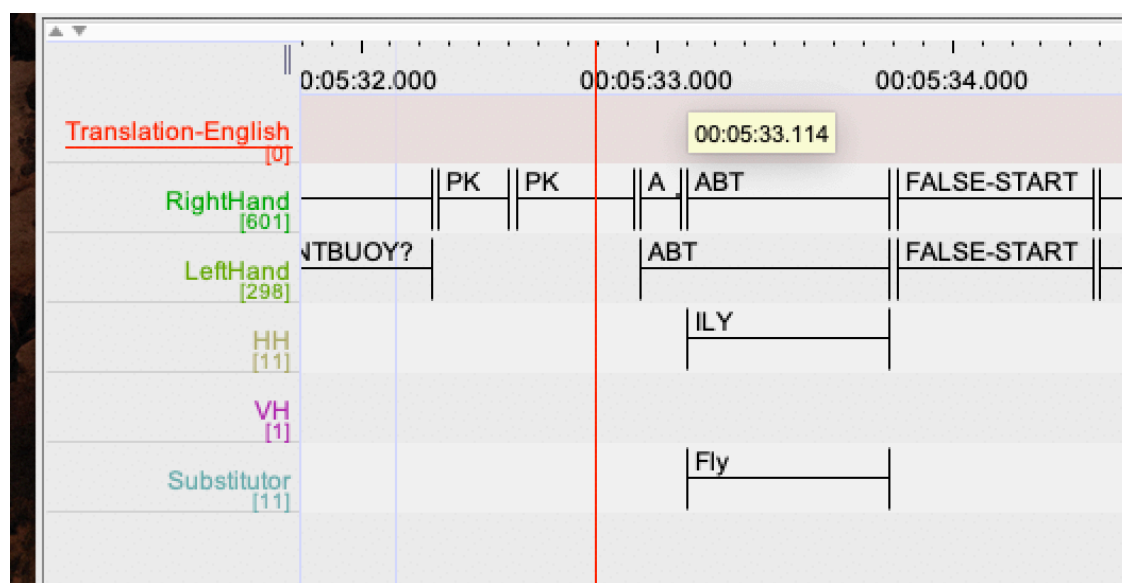 0:05:32.000 00:05:33.000 00:05:34.000
Translation-English 00:05:33.114
[0]
RightHand PK PK A ABT FALSE-START
[601]
LeftHand NTBUOY? ABT FALSE-START
[298]
HH ILY
[11]
VH
[1]
Substitutor Fly
[11]